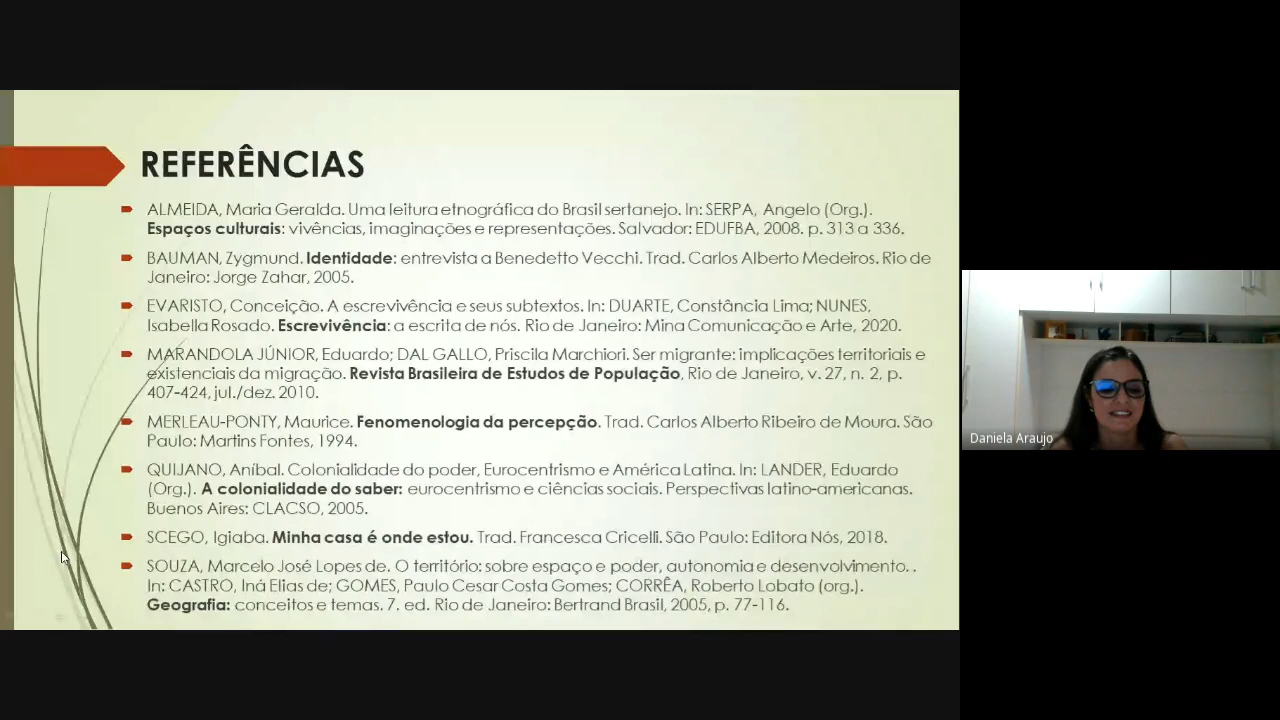 REFERÊNCIAS
ALMEIDA, Maria Geralda. Uma leitura etnográfica do Brasil sertanejo. In: SERPA, Angelo (Org.).
Espaços culturais: vivências, imaginações e representações. Salvador: EDUFBA, 2008. p. 313 a 336.
BAUMAN, Zygmund. Identidade: entrevista a Benedetto Vecchi. Trad. Carlos Alberto Medeiros. Rio de
Janeiro: Jorge Zahar, 2005.
EVARISTO, Conceição. A escrevivência e seus subtextos. In: DUARTE, Constância Lima; NUNES,
Isabella Rosado. Escrevivência: a escrita de nós. Rio de Janeiro: Mina Comunicação e Arte, 2020.
MARANDOLA JÚNIOR, Eduardo; DAL GALLO, Priscila Marchiori. Ser migrante: implicações territoriais e
existenciais da migração. Revista Brasileira de Estudos de População, Rio de Janeiro, v. 27, n. 2, p.
407-424, jul./dez. 2010.
MERLEAU-PONTY, Maurice. Fenomenologia da percepção. Trad. Carlos Alberto Ribeiro de Moura. São
Paulo: Martins Fontes, 1994.
QUIJANO, Aníbal. Colonialidade do poder, Eurocentrismo e América Latina. In: LANDER, Eduardo
(Org.). A colonialidade do saber: eurocentrismo e ciências sociais. Perspectivas latino-americanas.
Buenos Aires: CLACSO, 2005.
SCEGO, Igiaba. Minha casa é onde estou. Trad. Francesca Cricelli. São Paulo: Editora Nós, 2018.
SOUZA, Marcelo José Lopes de. O território: sobre espaço e poder, autonomia e desenvolvimento. .
In: CASTRO, Iná Elias de; GOMES, Paulo Cesar Costa Gomes; CORRÊA, Roberto Lobato (org.).
Geografia: conceitos e temas. 7. ed. Rio de Janeiro: Bertrand Brasil, 2005, p. 77-116.
Daniela Araujo